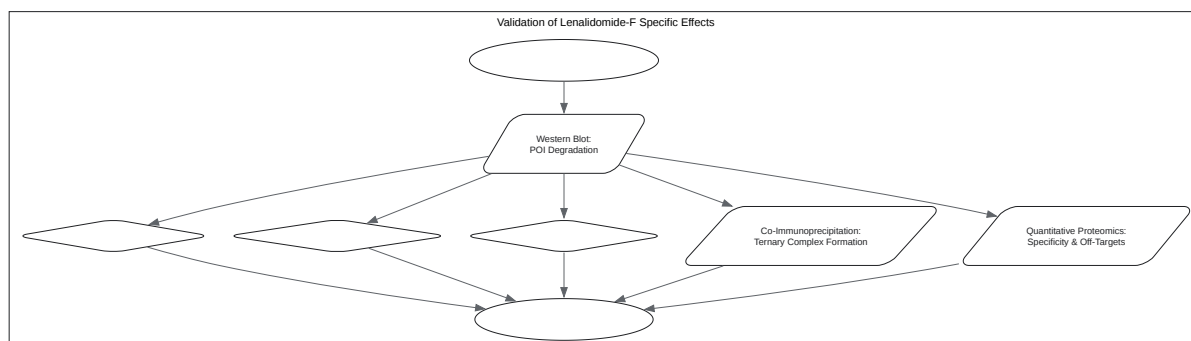 Validation of Lenalidomide-F Specific Effects
Western Blot:
POI Degradation
Co-Immunoprecipitation:
Ternary Complex Formation
Quantitative Proteomics:
Specificity & Off-Targets